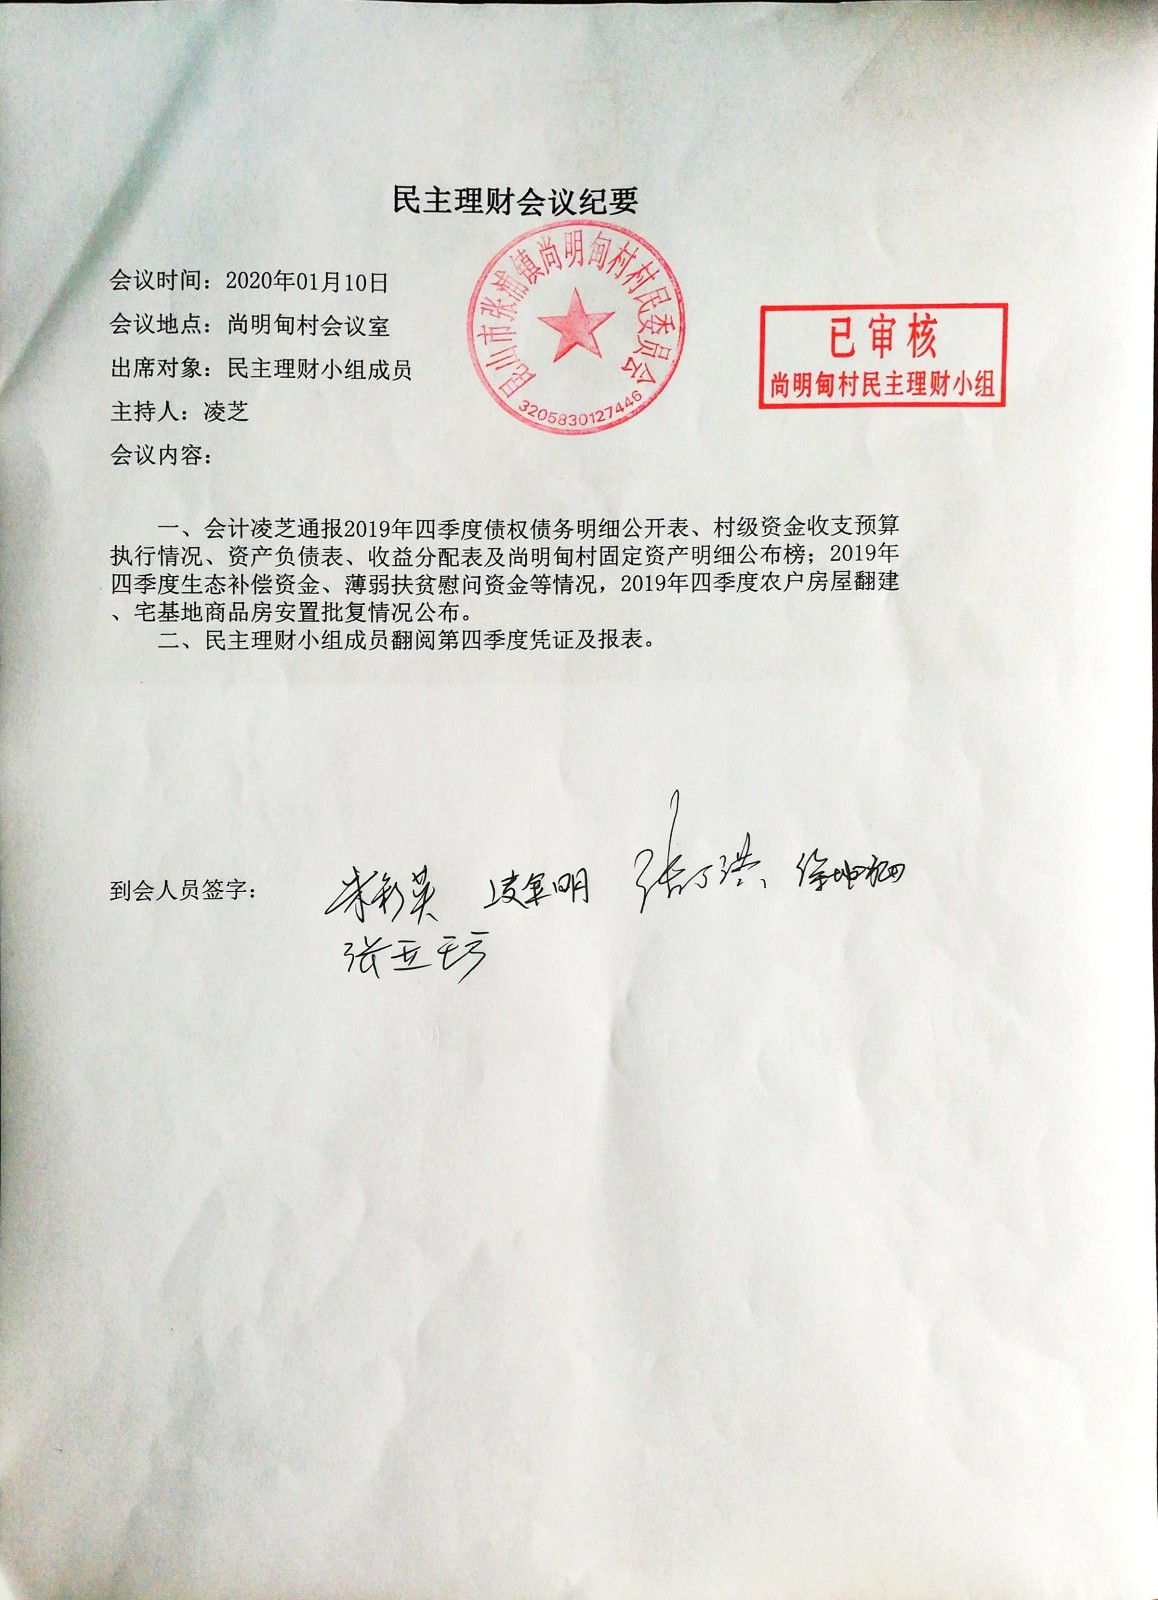 民主理财会议纪要
昆山市张浦镇尚明甸村村民委员会
3205830127446
会议时间：2020年01月10日
会议地点：尚明甸村会议室
已审核
尚明甸村民主理财小组
出席对象：民主理财小组成员
主持人：凌芝
会议内容：
一、会计凌芝通报2019年四季度债权债务明细公开表、村级资金收支预算
执行情况、资产负债表、收益分配表及尚明甸村固定资产明细公布榜；2019年
四季度生态补偿资金、薄弱扶贫慰问资金等情况，2019年四季度农户房屋翻建
、宅基地商品房安置批复情况公布。
二、民主理财小组成员翻阅第四季度凭证及报表。
到会人员签字：
朱彩英 凌金明
张亚芳